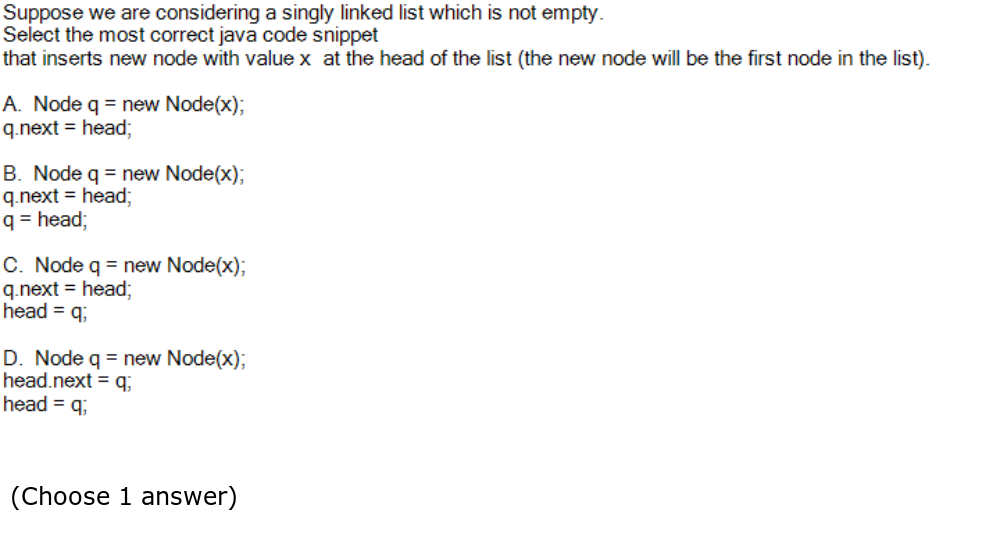 Suppose we are considering a singly linked list which is not empty.
Select the most correct java code snippet
that inserts new node with value x  at the head of the list (the new node will be the first node in the list).
A.  Node q = new Node(x);
q.next = head;
B.  Node q = new Node(x);
q.next = head;
q = head;
C.  Node q = new Node(x);
q.next = head;
head = q;
D.  Node q = new Node(x);
head.next = q;
head = q;
(Choose 1 answer)